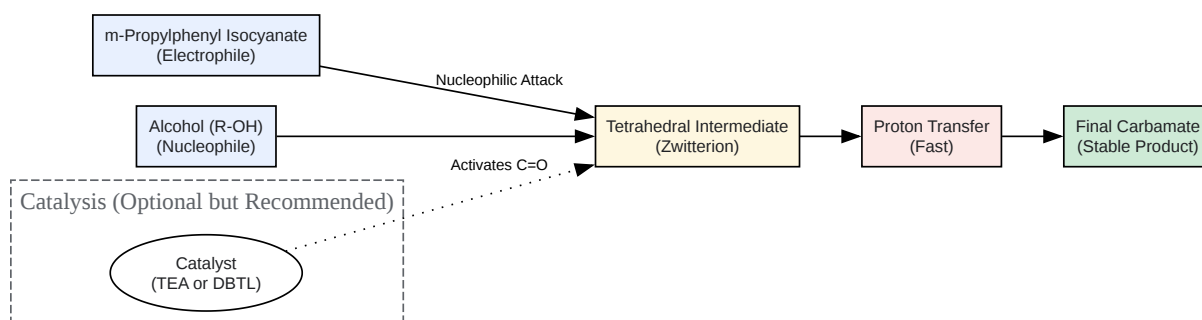 m-Propylphenyl Isocyanate
(Electrophile)
Nucleophilic Attack
Alcohol (R-OH)
(Nucleophile)
Tetrahedral Intermediate
(Zwitterion)
Proton Transfer
(Fast)
Final Carbamate
(Stable Product)
Activates C=O
Catalysis (Optional but Recommended)
Catalyst
(TEA or DBTL)